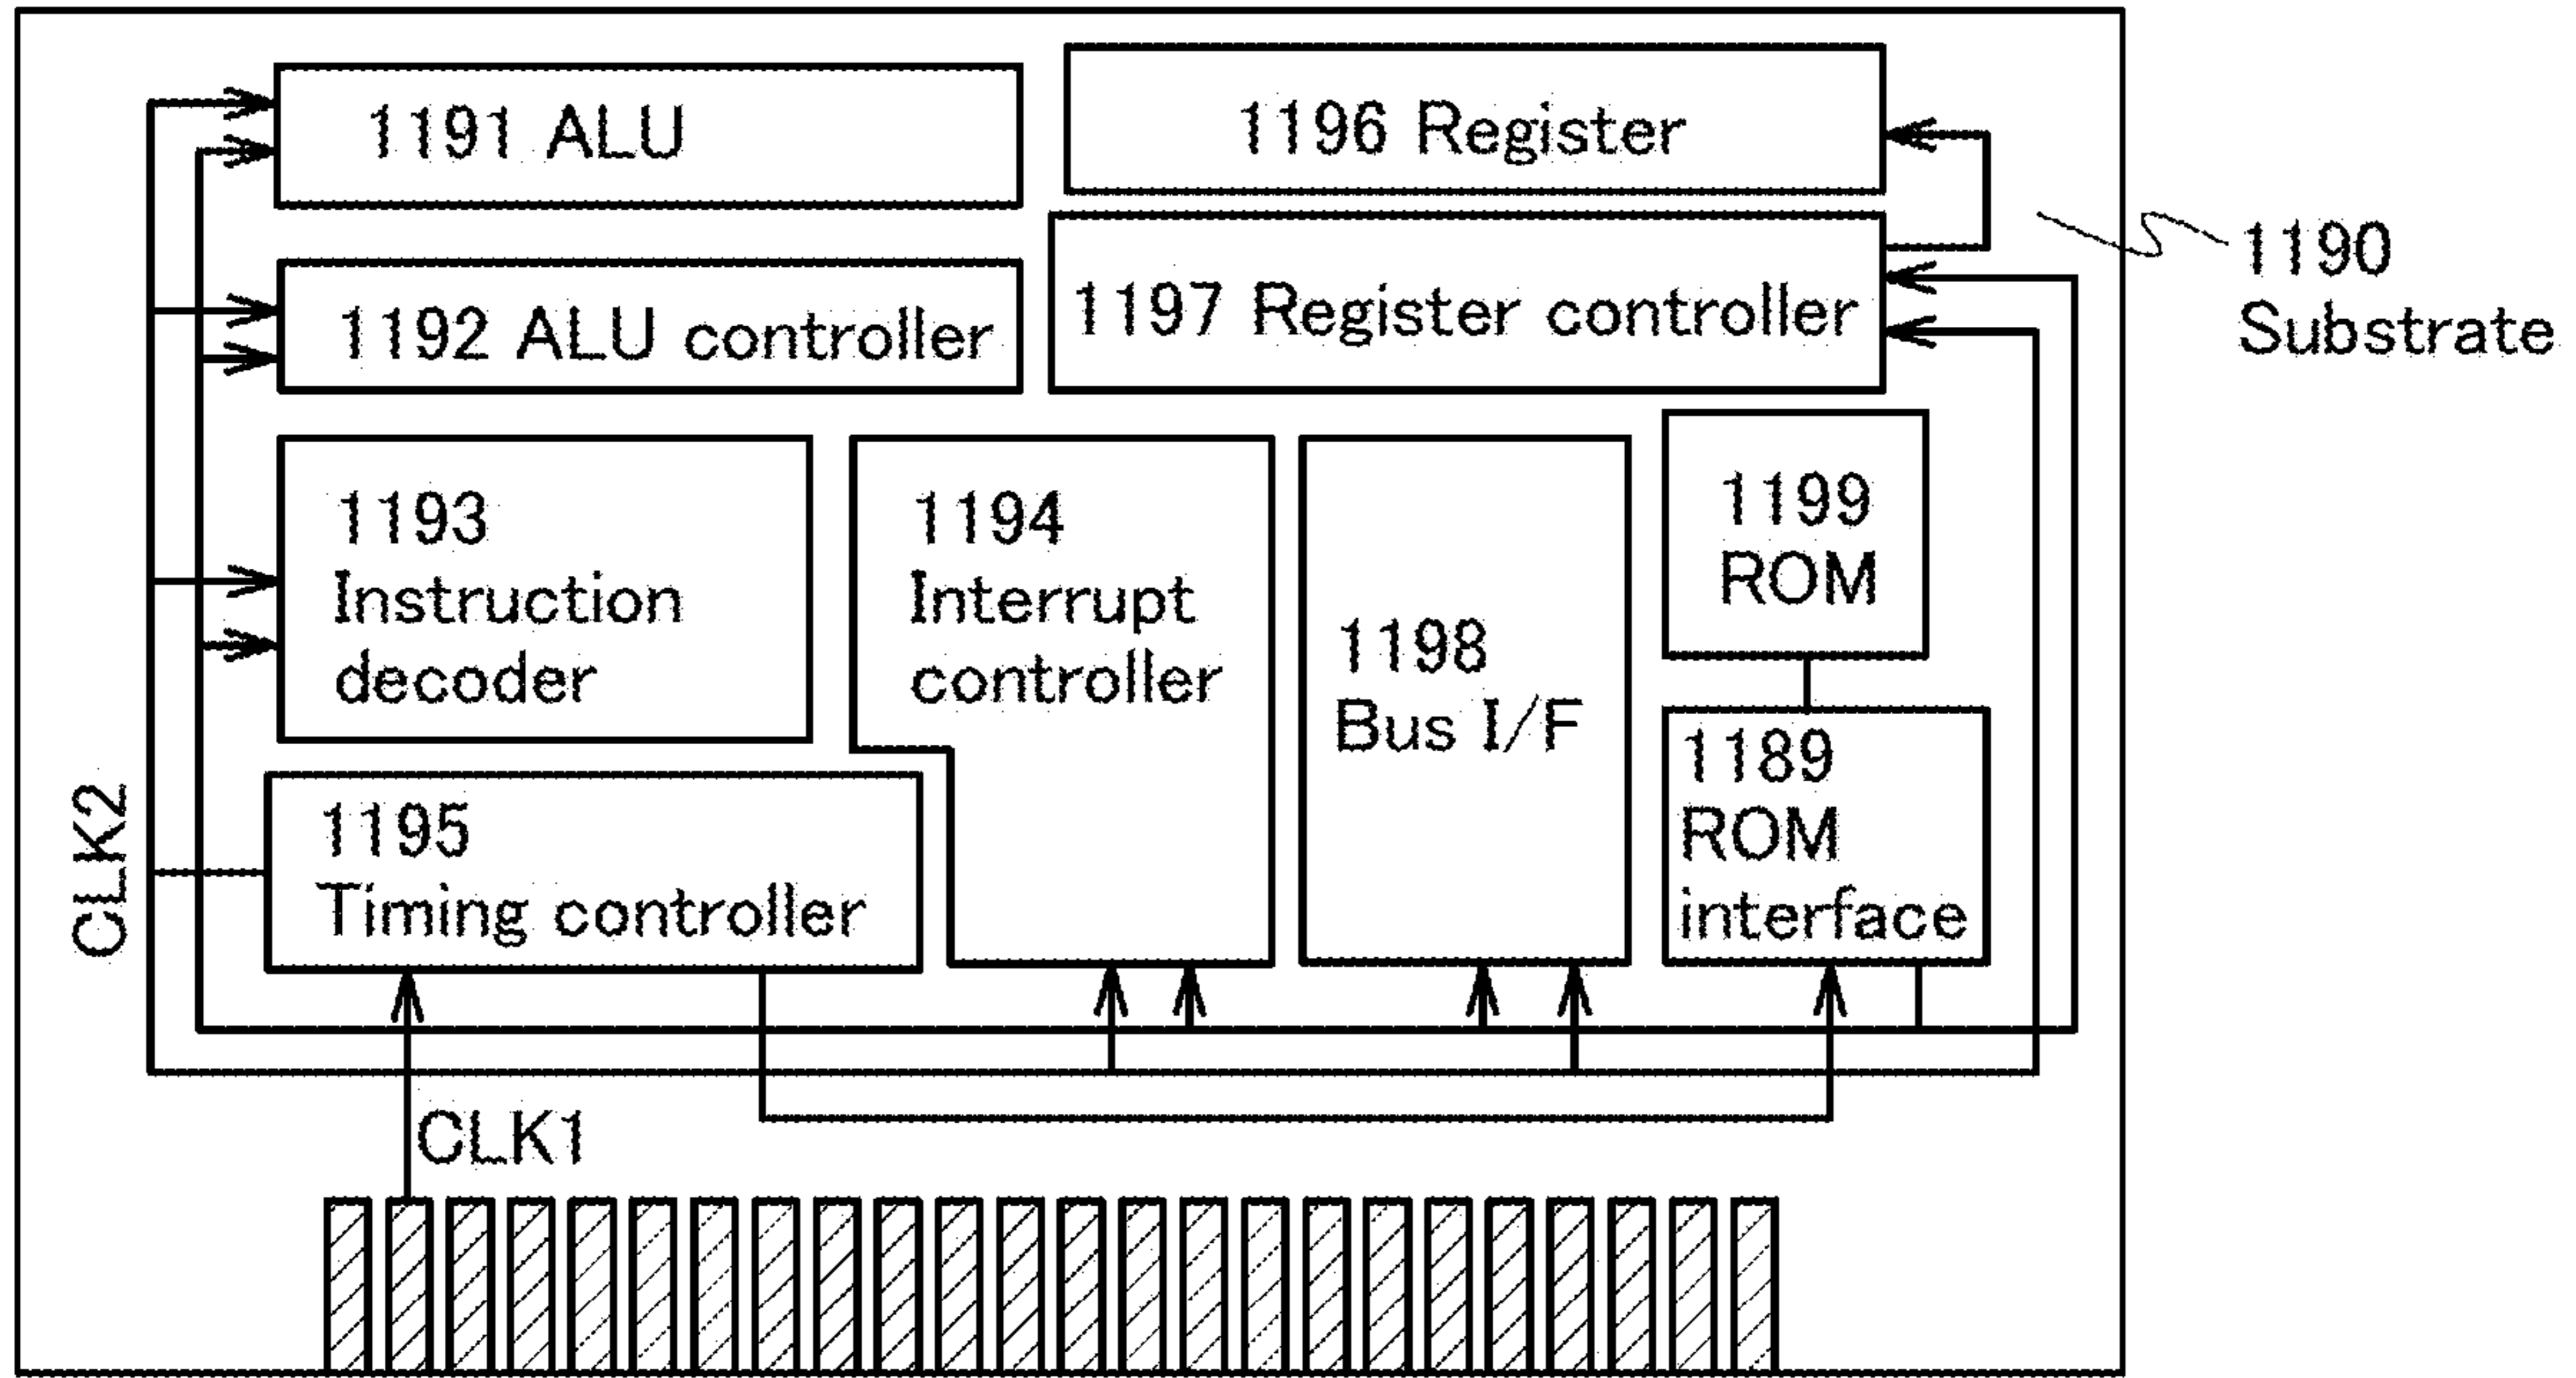 1191 ALU
1196 Register
1190
Substrate
1192 ALU controller
1197 Register controller
1193
Instruction
decoder
1194
Interrupt
controller
1198
Bus I/F
1199
ROM
1189
ROM
interface
1195
Timing controller
CLK2
CLK1